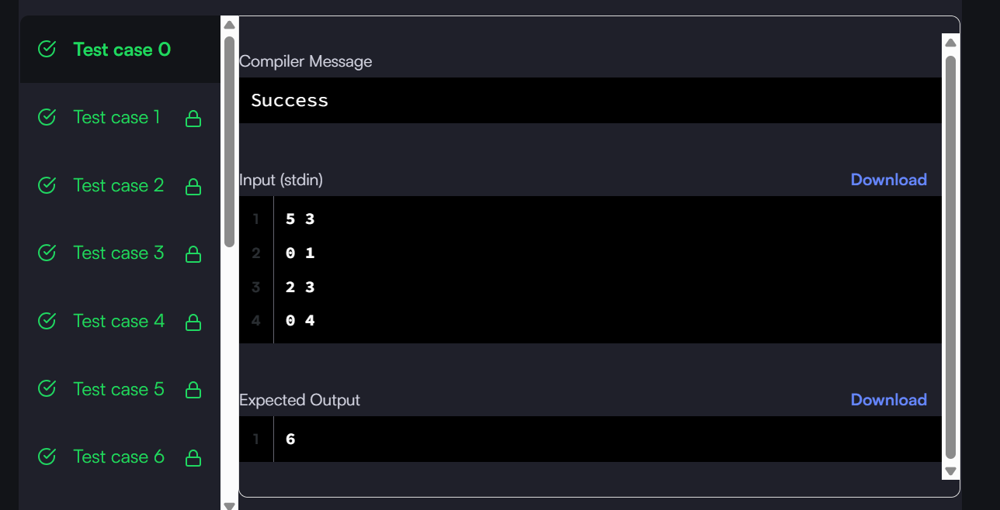 Test case 0
Test case 1
Test case 2
Test case 3
Test case 4
Test case 5
Test case 6
Compiler Message
Success
Input (stdin)
Download
1 5 3
2 0 1
3 2 3
4 0 4
Expected Output
Download
1 6